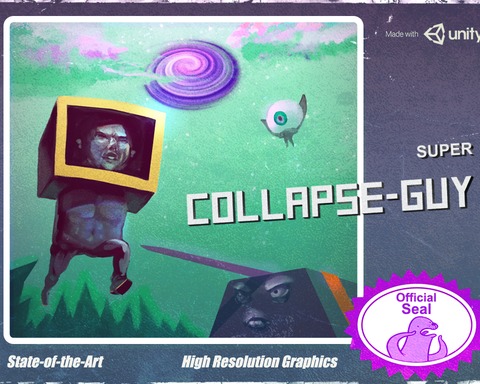 Made with unity
SUPER
COLLAPSE-GUY
Official
Seal
State-of-the-Art
High Resolution Graphics